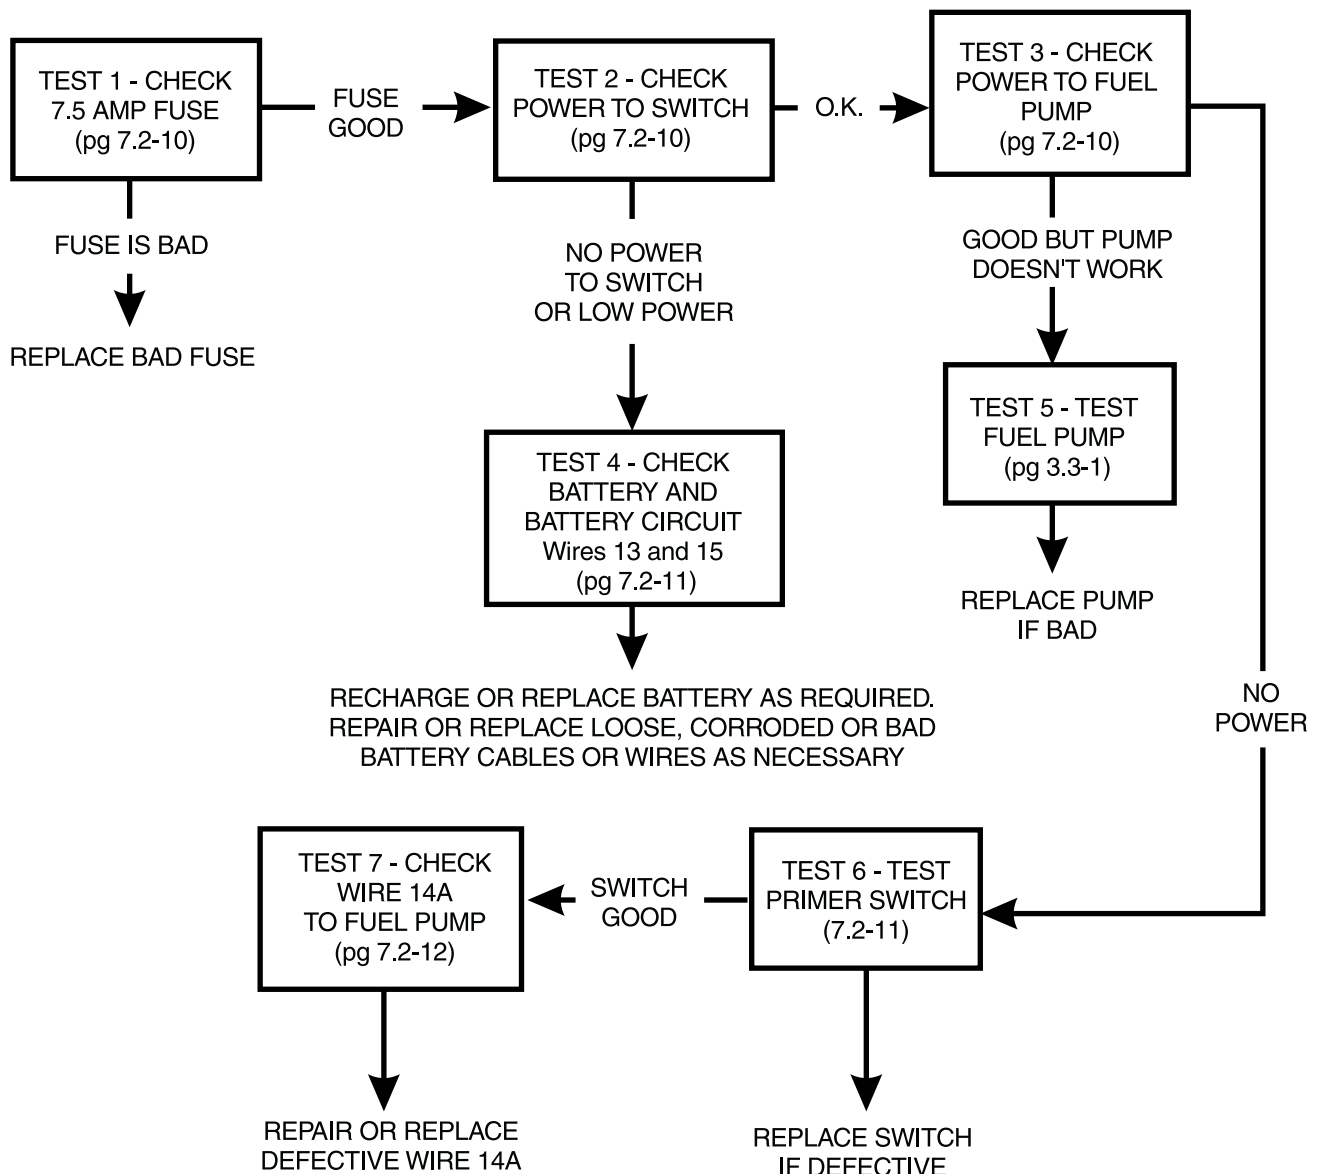 TEST 1 - CHECK
7.5 AMP FUSE
(pg 7.2-10)
FUSE
GOOD
TEST 2 - CHECK
POWER TO SWITCH
(pg 7.2-10)
O.K.
TEST 3 - CHECK
POWER TO FUEL
PUMP
(pg 7.2-10)
FUSE IS BAD
REPLACE BAD FUSE
NO POWER
TO SWITCH
OR LOW POWER
GOOD BUT PUMP
DOESN'T WORK
TEST 4 - CHECK
BATTERY AND
BATTERY CIRCUIT
Wires 13 and 15
(pg 7.2-11)
TEST 5 - TEST
FUEL PUMP
(pg 3.3-1)
REPLACE PUMP
IF BAD
RECHARGE OR REPLACE BATTERY AS REQUIRED.
REPAIR OR REPLACE LOOSE, CORRODED OR BAD
BATTERY CABLES OR WIRES AS NECESSARY
NO
POWER
TEST 7 - CHECK
WIRE 14A
TO FUEL PUMP
(pg 7.2-12)
SWITCH
GOOD
TEST 6 - TEST
PRIMER SWITCH
(7.2-11)
REPAIR OR REPLACE
DEFECTIVE WIRE 14A
REPLACE SWITCH
IF DEFECTIVE